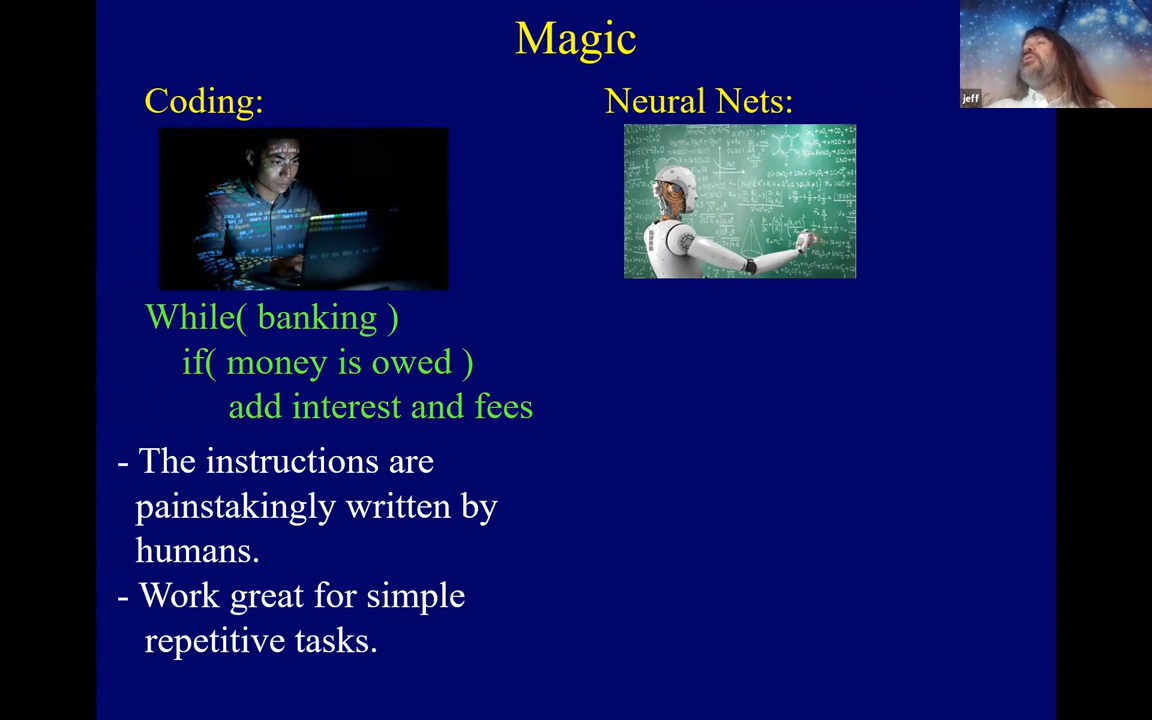 Magic
jeff
Coding:
Neural Nets:
While( banking )
if( money is owed )
add interest and fees
- The instructions are
painstakingly written by
humans.
- Work great for simple
repetitive tasks.